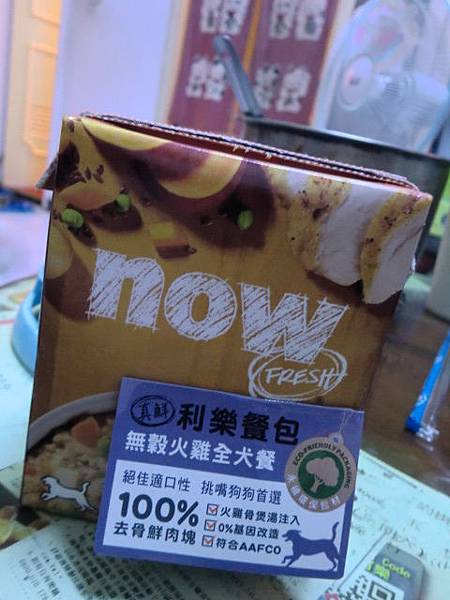 now
FRESH
真鮮 利樂餐包
無穀火雞全犬餐
ECO-FRIENDLY PACKAGING
絕佳適口性 挑嘴狗狗首選
100%
去骨鮮肉塊
火雞骨煲湯注入
0%基因改造
符合AAFCO
Code